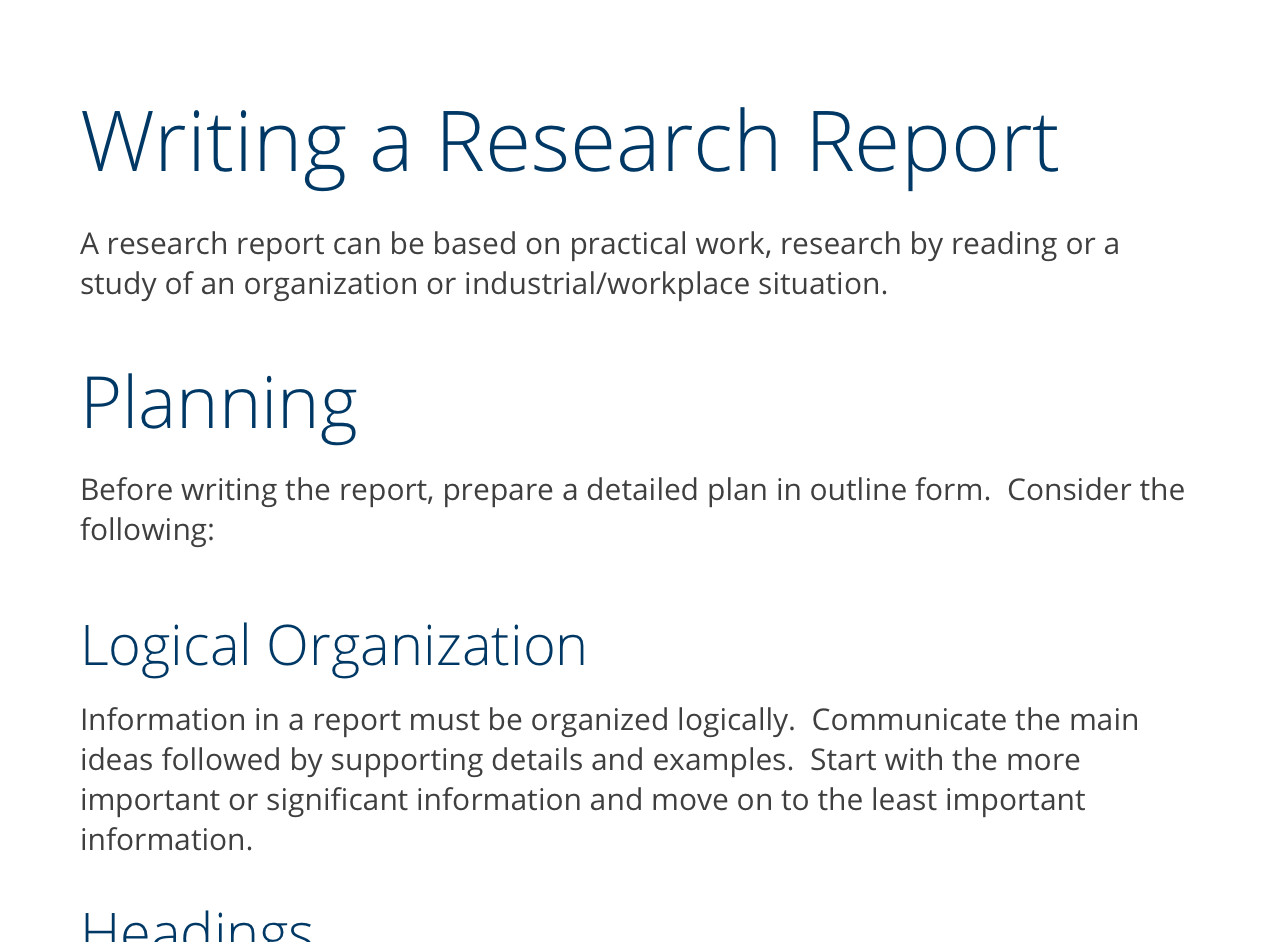 Writing a Research Report
A research report can be based on practical work, research by reading or a
study of an organization or industrial/workplace situation.
Planning
Before writing the report, prepare a detailed plan in outline form.  Consider the
following:
Logical Organization
Information in a report must be organized logically.  Communicate the main
ideas followed by supporting details and examples.  Start with the more
important or significant information and move on to the least important
information.
Headings